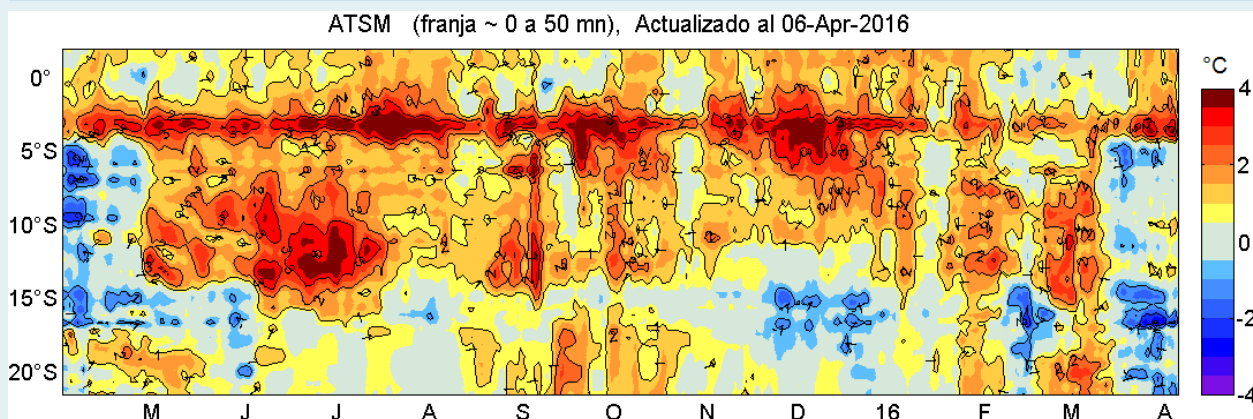 ATSM (franja ~ 0 a 50 mn), Actualizado al 06-Apr-2016
°C
0°
5°S
10°S
15°S
20°S
4
2
0
-2
-4
M J J A S O N D 16 F M A